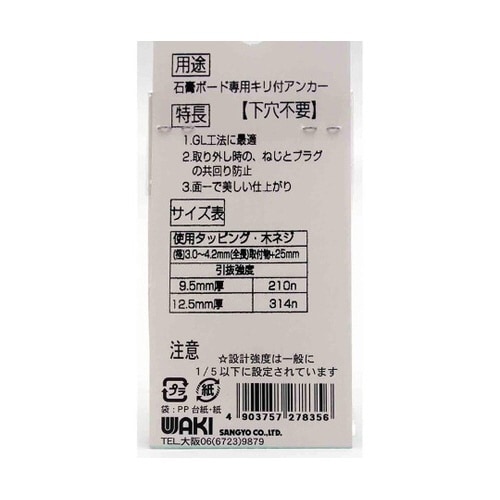 用途
石膏ボード専用キリ付アンカー
特長 【下穴不要】
1.GL工法に最適
2.取り外し時の、ねじとプラグ
の共回り防止
3.面一で美しい仕上がり
サイズ表
使用タッピング・木ネジ
(径)3.0〜4.2mm(全長)取付物+25mm
引抜強度
9.5mm厚 210n
12.5mm厚 314n
注意 ☆設計強度は一般に
1/5以下に設定されています
プラ 紙
袋:PP 台紙・紙
4 903757 278356
WAKI SANGYO CO.,LTD.
TEL.大阪06(6723)9879